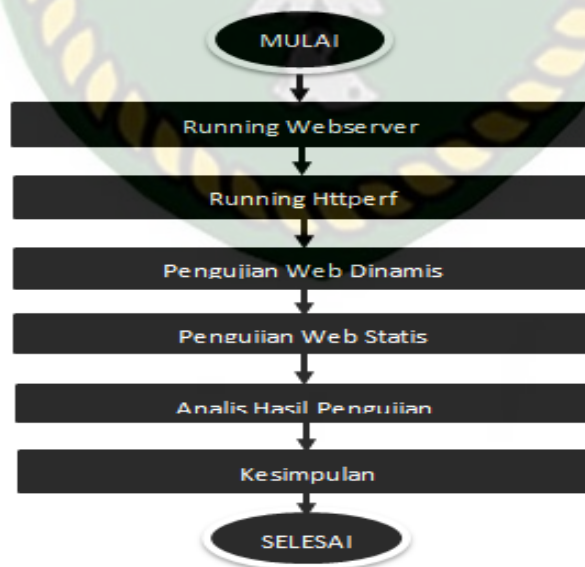 MULAI
Running Webserver
Running Httperf
Pengujian Web Dinamis
Pengujian Web Statis
Analis Hasil Pengujian
Kesimpulan
SELESAI